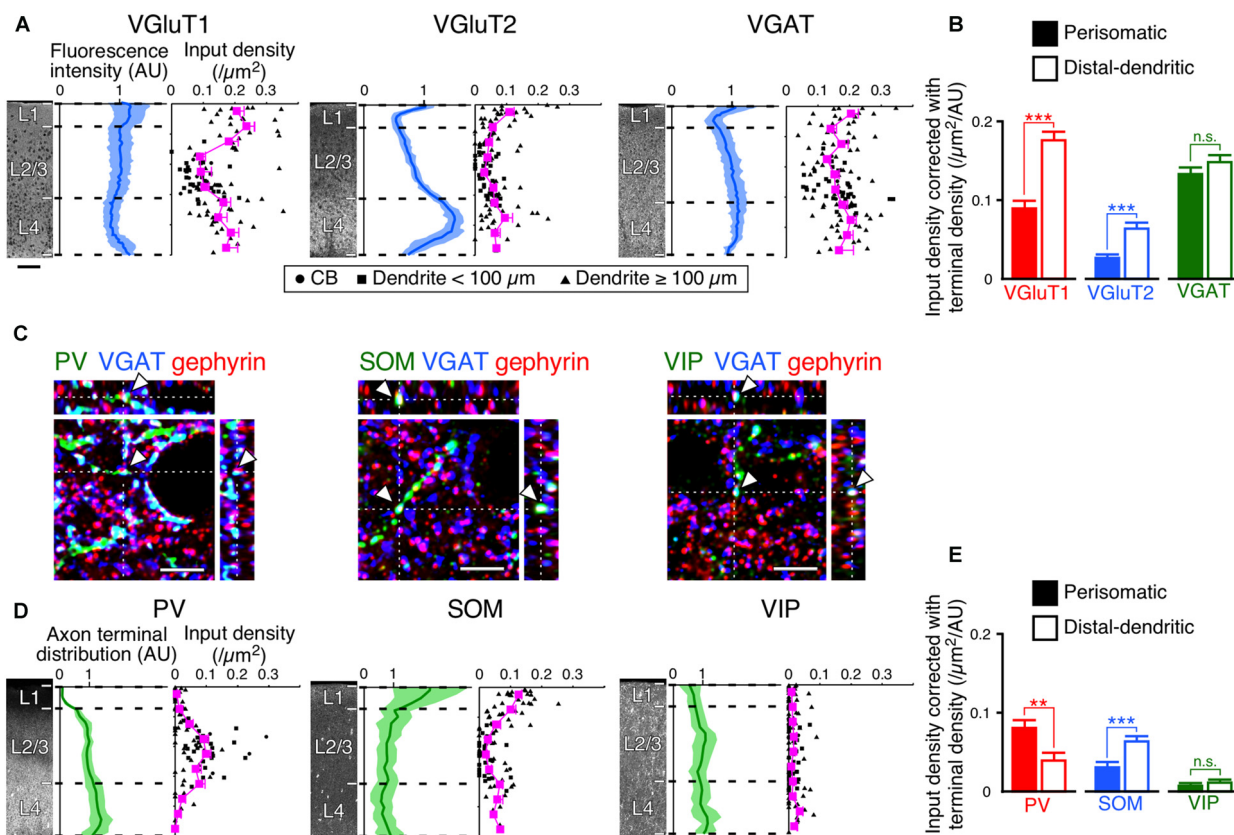 A
VGluT1
VGluT2
VGAT
Fluorescence intensity (AU)
Input density (/µm²)
0 1
0 0.1 0.2 0.3
0 1
0 0.1 0.2 0.3
0 1
0 0.1 0.2 0.3
L1
L2/3
L4
L1
L2/3
L4
L1
L2/3
L4
CB Dendrite < 100 µm Dendrite ≥ 100 µm
B
Perisomatic
Distal-dendritic
Input density corrected with terminal density (/µm²/AU)
0.2
0.1
0
***
***
n.s.
VGluT1 VGluT2 VGAT
C
PV VGAT gephyrin
SOM VGAT gephyrin
VIP VGAT gephyrin
D
PV
SOM
VIP
Axon terminal distribution (AU)
Input density (/µm²)
0 1
0 0.1 0.2 0.3
0 1
0 0.1 0.2 0.3
0 1
0 0.1 0.2 0.3
L1
L2/3
L4
L1
L2/3
L4
L1
L2/3
L4
E
Perisomatic
Distal-dendritic
Input density corrected with terminal density (/µm²/AU)
0.2
0.1
0
**
***
n.s.
PV SOM VIP